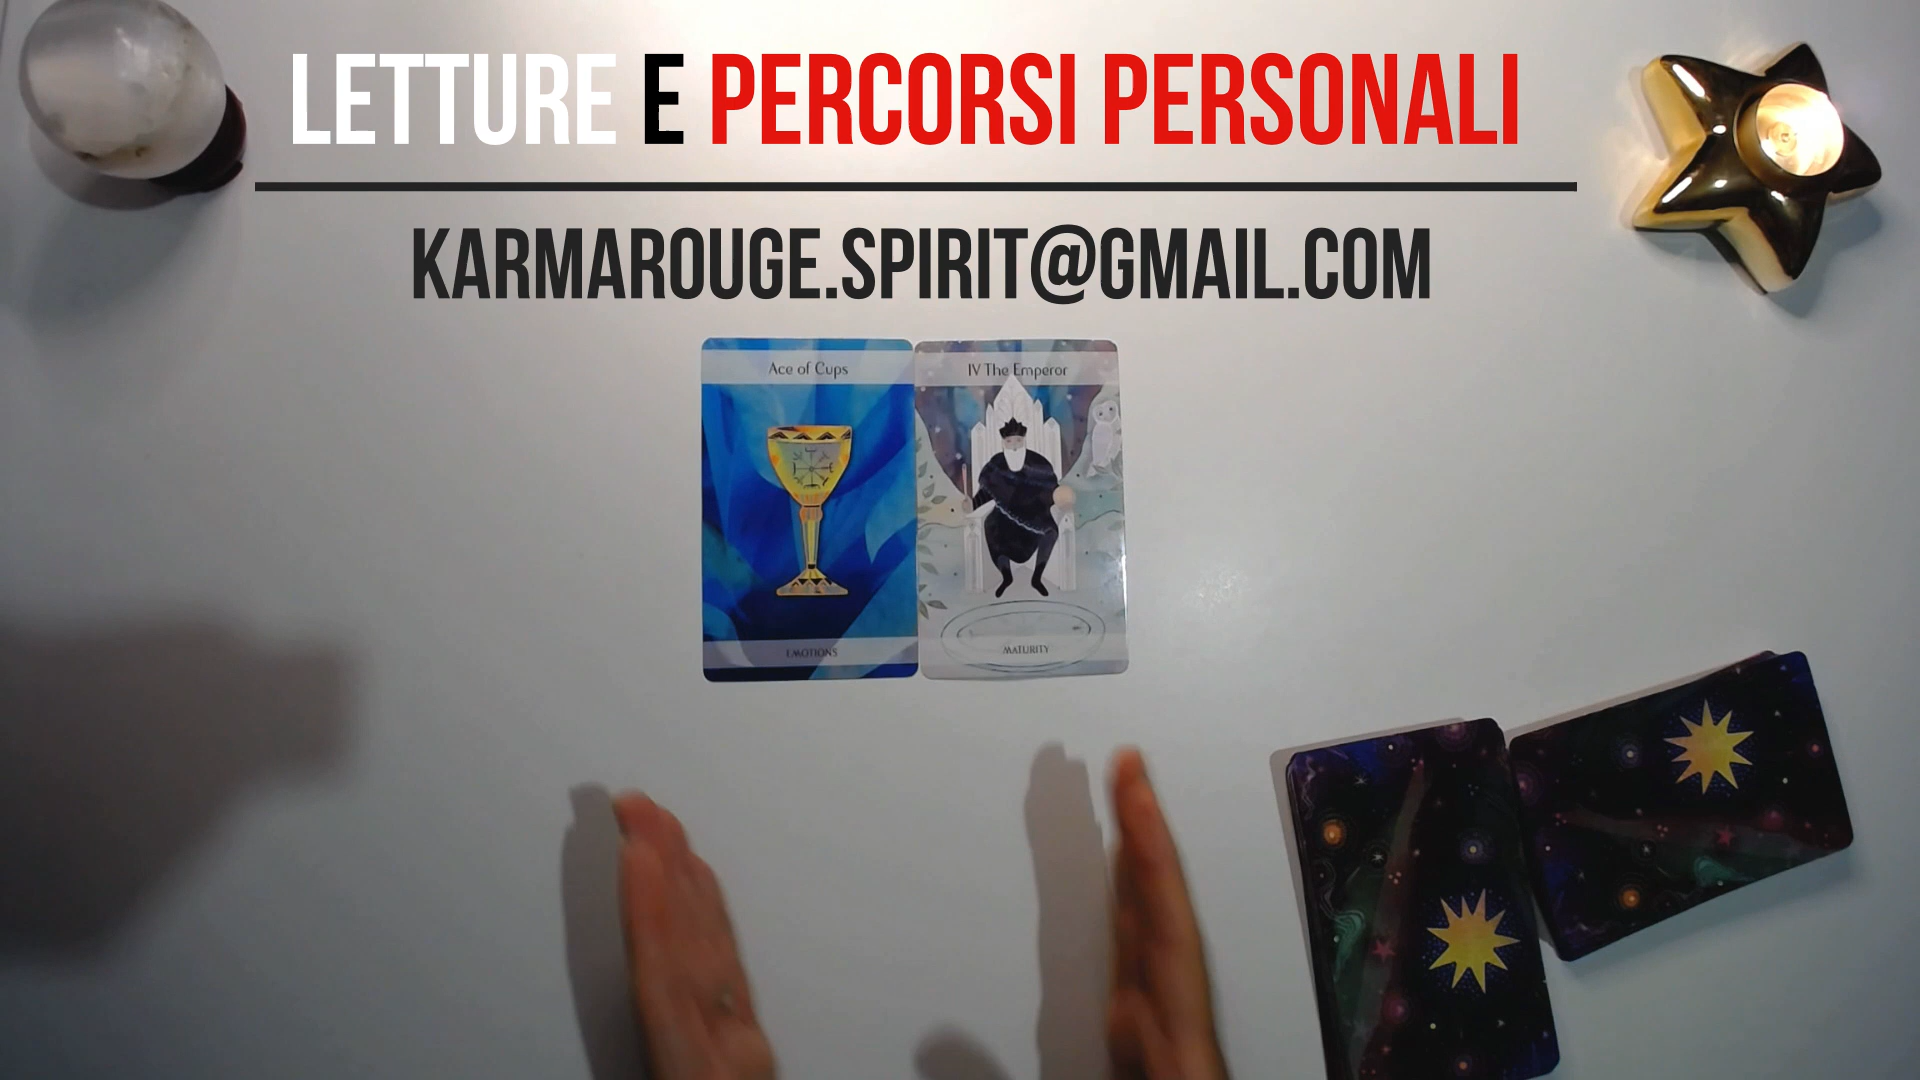 LETTURE E PERCORSI PERSONALI
KARMAROUGE.SPIRIT@GMAIL.COM
Ace of Cups
IV The Emperor
EMOTIONS
MATURITY